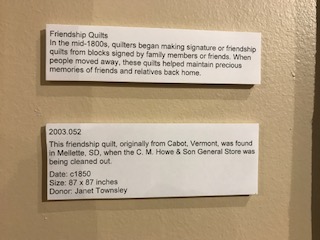 Friendship Quilts
In the mid-1800s, quilters began making signature or friendship
quilts from blocks signed by family members or friends. When
people moved away, these quilts helped maintain precious
memories of friends and relatives back home.
2003.052
This friendship quilt, originally from Cabot, Vermont, was found
in Mellette, SD, when the C. M. Howe & Son General Store was
being cleaned out.
Date: c1850
Size: 87 x 87 inches
Donor: Janet Townsley